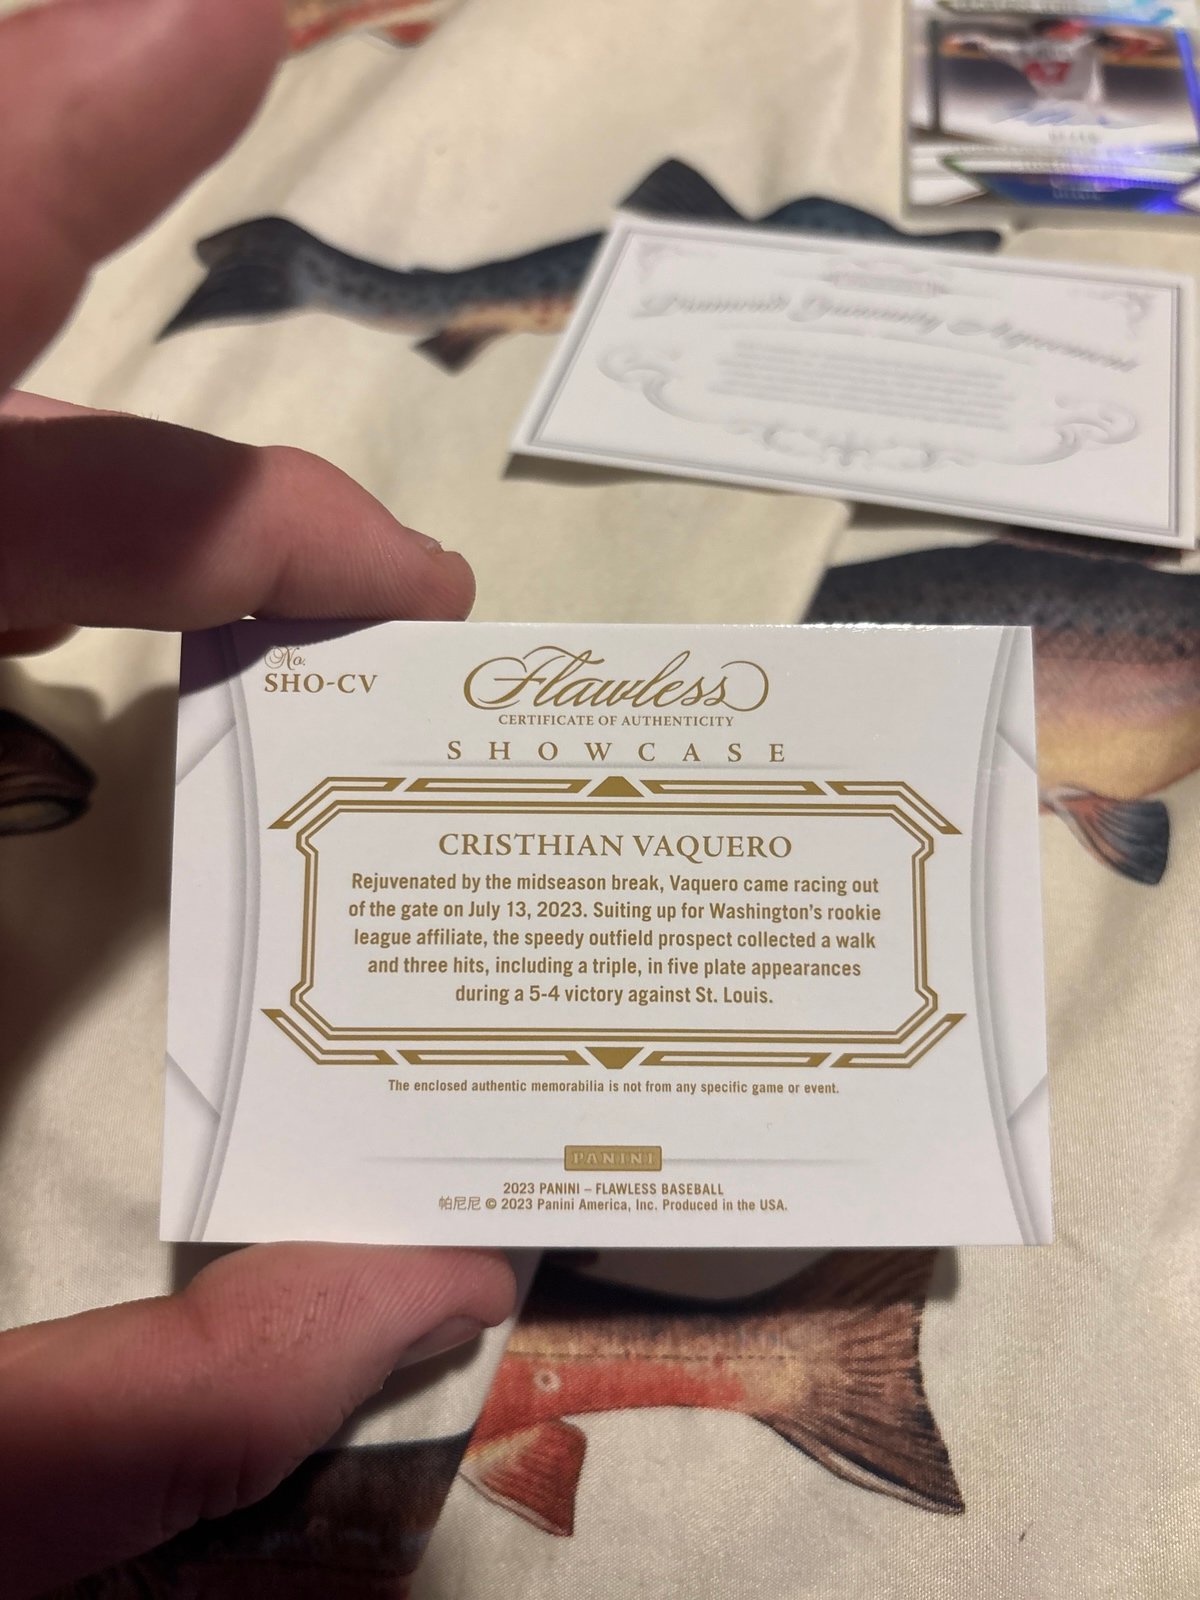 47
Diamond Guaranty Agreement
No.
SHO-CV
Flawless
CERTIFICATE OF AUTHENTICITY
SHOWCASE
CRISTHIAN VAQUERO
Rejuvenated by the midseason break, Vaquero came racing out
of the gate on July 13, 2023. Suiting up for Washington's rookie
league affiliate, the speedy outfield prospect collected a walk
and three hits, including a triple, in five plate appearances
during a 5-4 victory against St. Louis.
The enclosed authentic memorabilia is not from any specific game or event.
PANINI
2023 PANINI – FLAWLESS BASEBALL
帕尼尼 © 2023 Panini America, Inc. Produced in the USA.